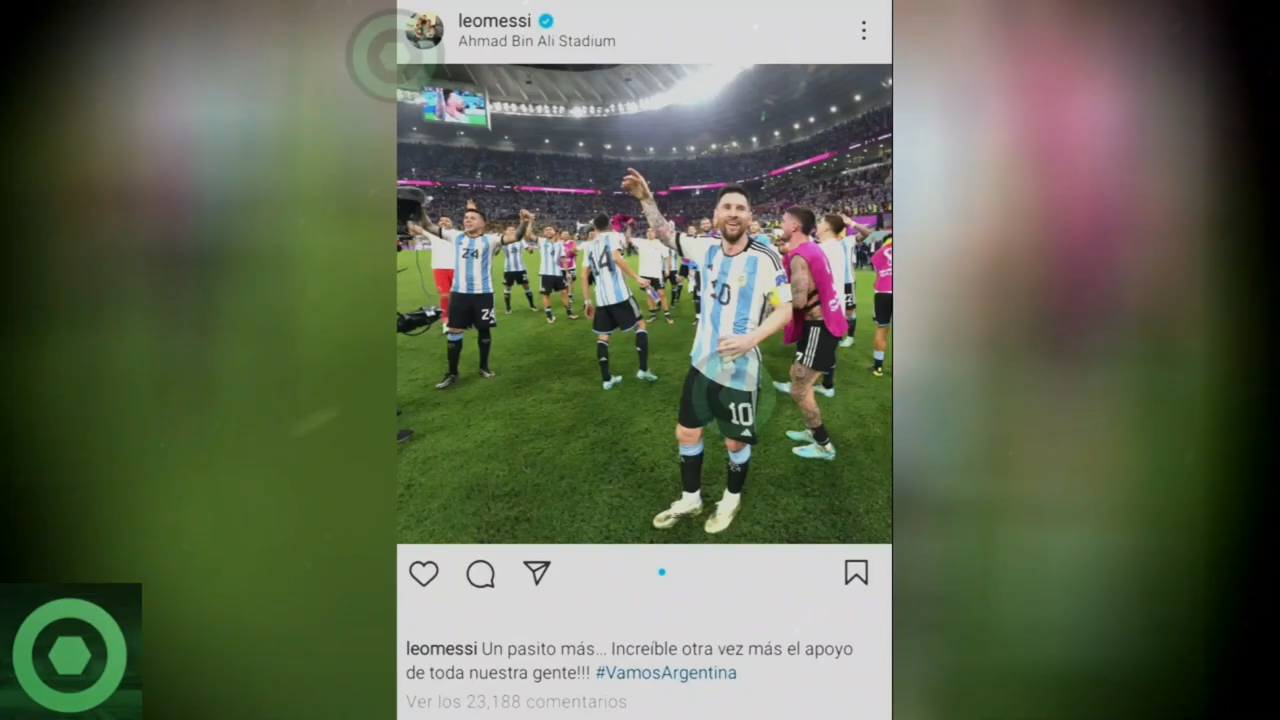 leomessi
Ahmad Bin Ali Stadium
24
24
14
10
10
leomessi Un pasito más... Increíble otra vez más el apoyo
de toda nuestra gente!!! #VamosArgentina
Ver los 23,188 comentarios